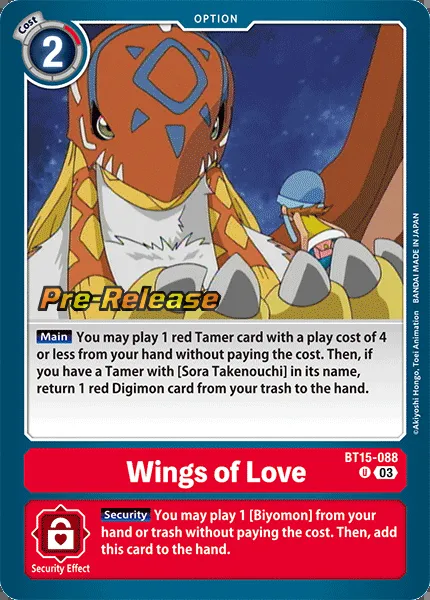 OPTION
Cost
2
Pre-Release
Main You may play 1 red Tamer card with a play cost of 4
or less from your hand without paying the cost. Then, if
you have a Tamer with [Sora Takenouchi] in its name,
return 1 red Digimon card from your trash to the hand.
©Akiyoshi Hongo, Toei Animation BANDAI MADE IN JAPAN
BT15-088
Wings of Love
U 03
Security You may play 1 [Biyomon] from your
hand or trash without paying the cost. Then, add
this card to the hand.
Security Effect